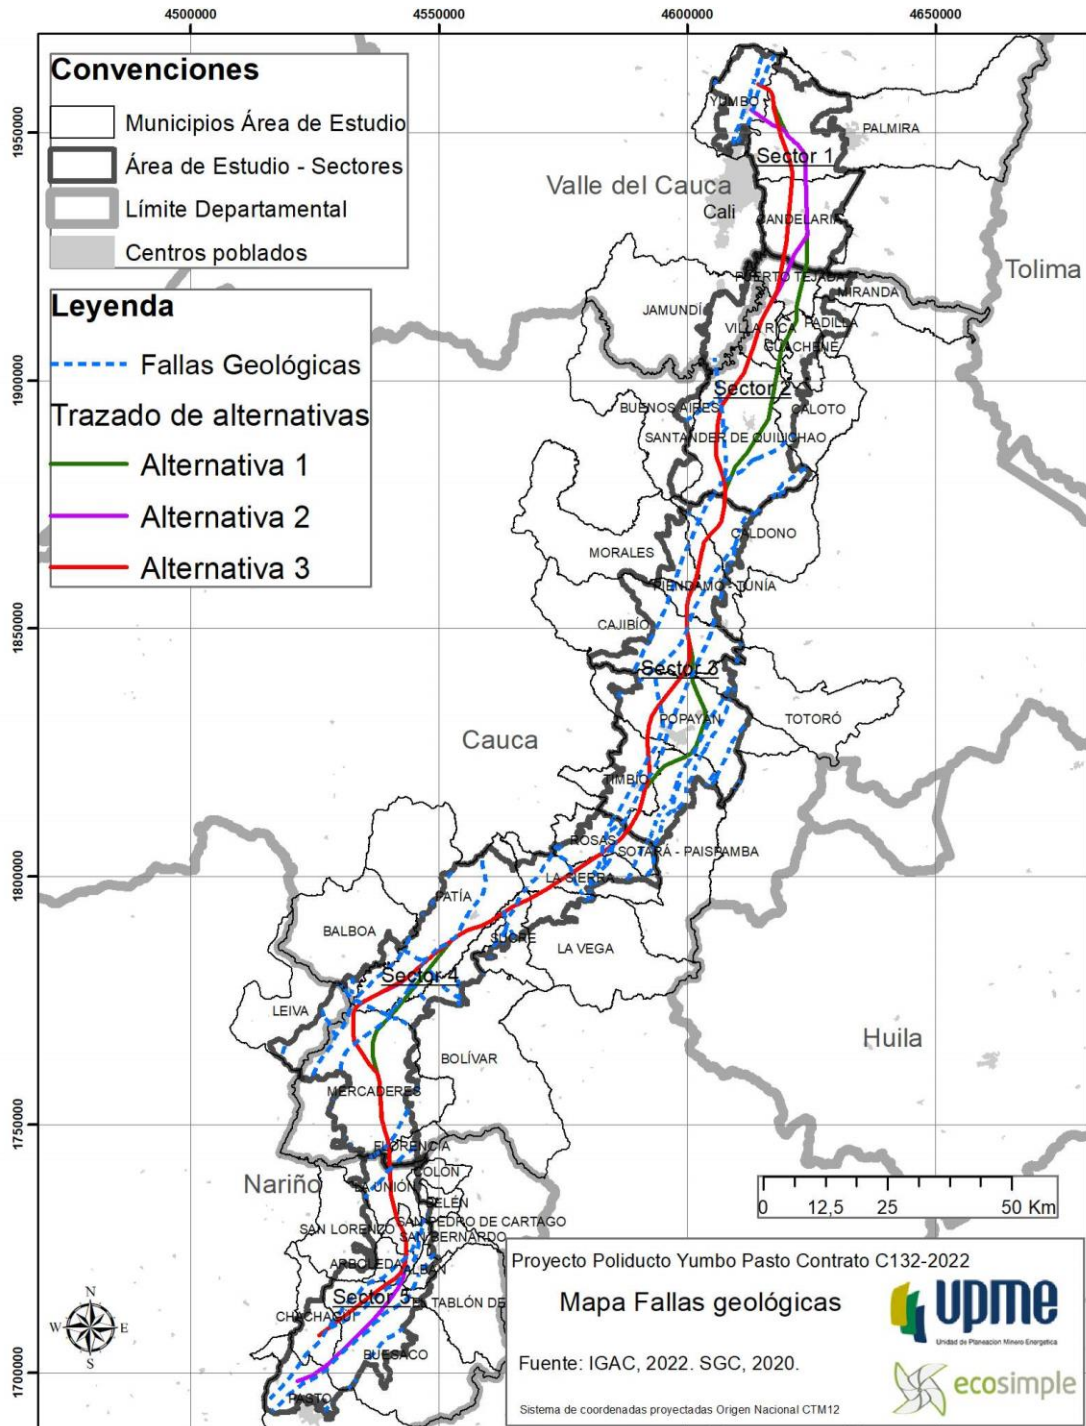 4500000
4550000
4600000
4650000
1950000
1900000
1850000
1800000
1750000
1700000
Convenciones
Municipios Área de Estudio
Área de Estudio - Sectores
Límite Departamental
Centros poblados
Leyenda
Fallas Geológicas
Trazado de alternativas
Alternativa 1
Alternativa 2
Alternativa 3
YUMBO
PALMIRA
Sector 1
Valle del Cauca
Cali
CANDELARIA
Tolima
PUERTO TEJADA
MIRANDA
JAMUNDÍ
PADILLA
VILLA RICA
GUACHENÉ
Sector 2
BUENOS AIRES
CALOTO
SANTANDER DE QUILICHAO
CALDONO
MORALES
PIENDAMÓ - TUNÍA
CAJIBÍO
Sector 3
POPAYÁN
TOTORÓ
Cauca
TIMBÍO
ROSAS
SOTARÁ - PAISPAMBA
LA SIERRA
PATÍA
BALBOA
SUCRE
LA VEGA
Sector 4
LEIVA
Huila
BOLÍVAR
MERCADERES
FLORENCIA
Nariño
COLÓN
LA UNIÓN
BELÉN
SAN PEDRO DE CARTAGO
SAN LORENZO
SAN BERNARDO
ARBOLEDA
ALBÁN
Sector 5
EL TABLÓN DE
CHACHAGÜÍ
BUESACO
PASTO
0 12,5 25 50 Km
N
W E
S
Proyecto Poliducto Yumbo Pasto Contrato C132-2022
Mapa Fallas geológicas
upme
Unidad de Planeación Minero Energética
Fuente: IGAC, 2022. SGC, 2020.
ecosimple
Sistema de coordenadas proyectadas Origen Nacional CTM12